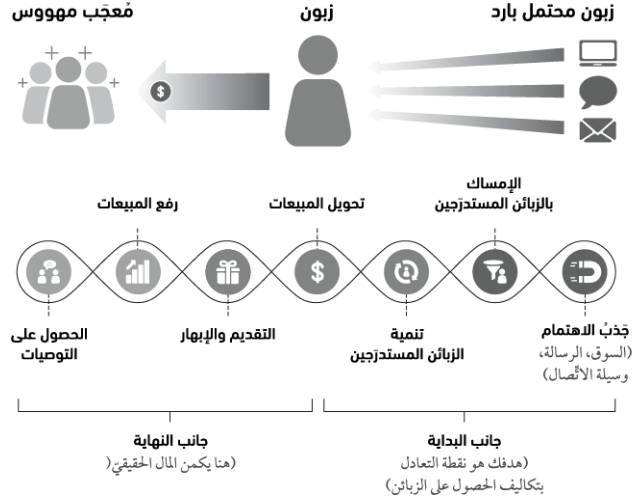 زبون محتمل بارد
زبون
مُعجَب مهووس
$
الإمساك
بالزبائن المستدرَجين
تحويل المبيعات
رفع المبيعات
$
جَذبُ الاهتمام
(السوق، الرسالة،
وسيلة الاتّصال)
تنمية
الزبائن المستدرَجين
التقديم والإبهار
الحصول على
التوصيات
جانب البداية
(هدفك هو نقطة التعادل
بتكاليف الحصول على الزبائن)
جانب النهاية
(هنا يكمن المال الحقيقيّ)